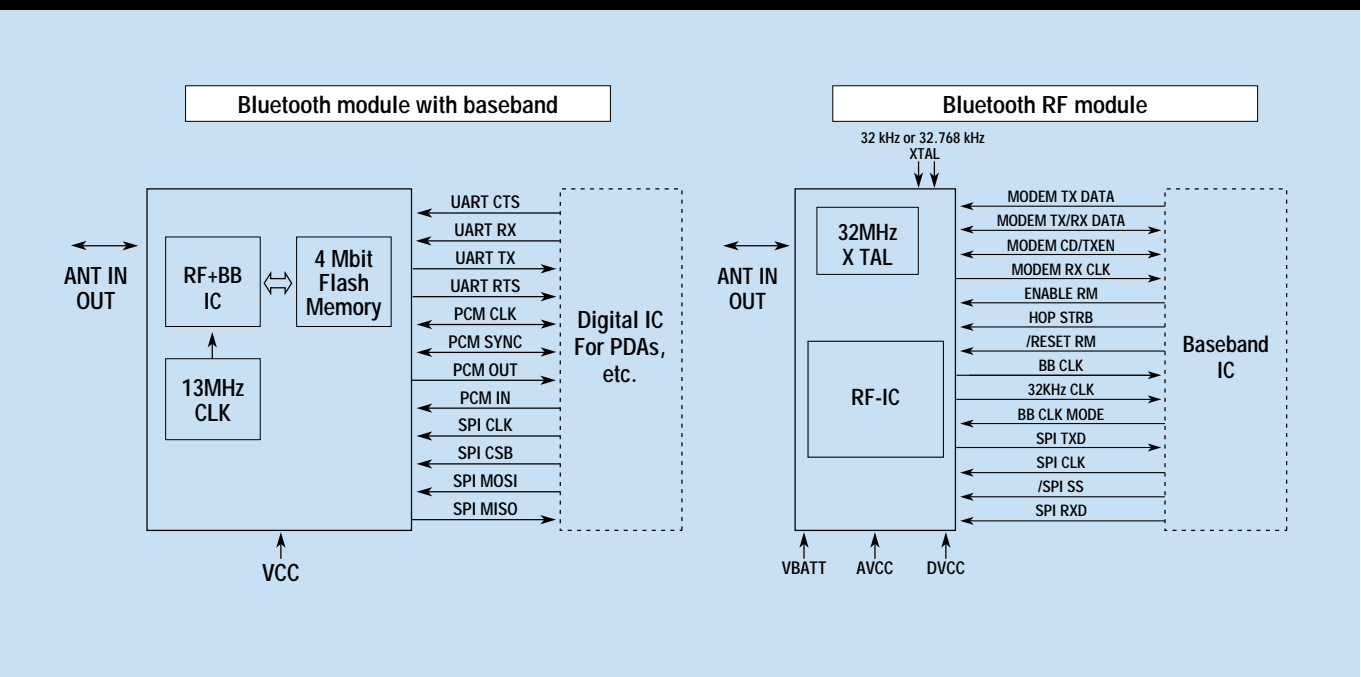 Bluetooth module with baseband
ANT IN
OUT
RF+BB
IC
4 Mbit
Flash
Memory
13MHz
CLK
VCC
UART CTS
UART RX
UART TX
UART RTS
PCM CLK
PCM SYNC
PCM OUT
PCM IN
SPI CLK
SPI CSB
SPI MOSI
SPI MISO
Digital IC
For PDAs,
etc.
Bluetooth RF module
32 kHz or 32.768 kHz
XTAL
ANT IN
OUT
32MHz
X TAL
RF-IC
VBATT
AVCC
DVCC
MODEM TX DATA
MODEM TX/RX DATA
MODEM CD/TXEN
MODEM RX CLK
ENABLE RM
HOP STRB
/RESET RM
BB CLK
32KHz CLK
BB CLK MODE
SPI TXD
SPI CLK
/SPI SS
SPI RXD
Baseband
IC